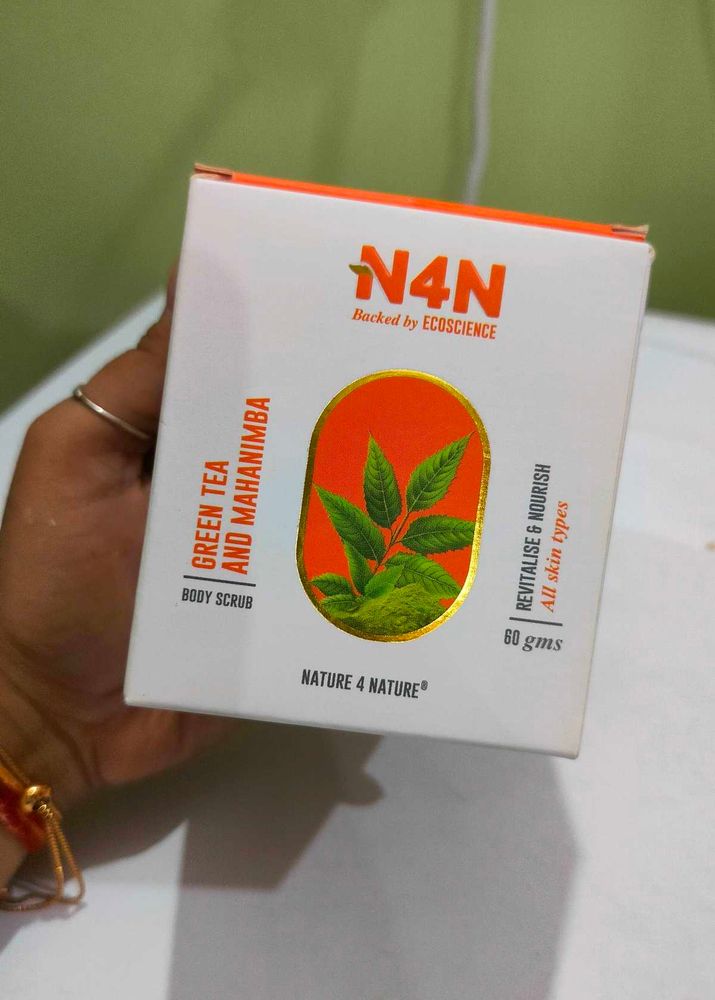 N4N
Backed by ECOSCIENCE
GREEN TEA
AND MAHANIMBA
BODY SCRUB
REVITALISE & NOURISH
All skin types
60 gms
NATURE 4 NATURE®